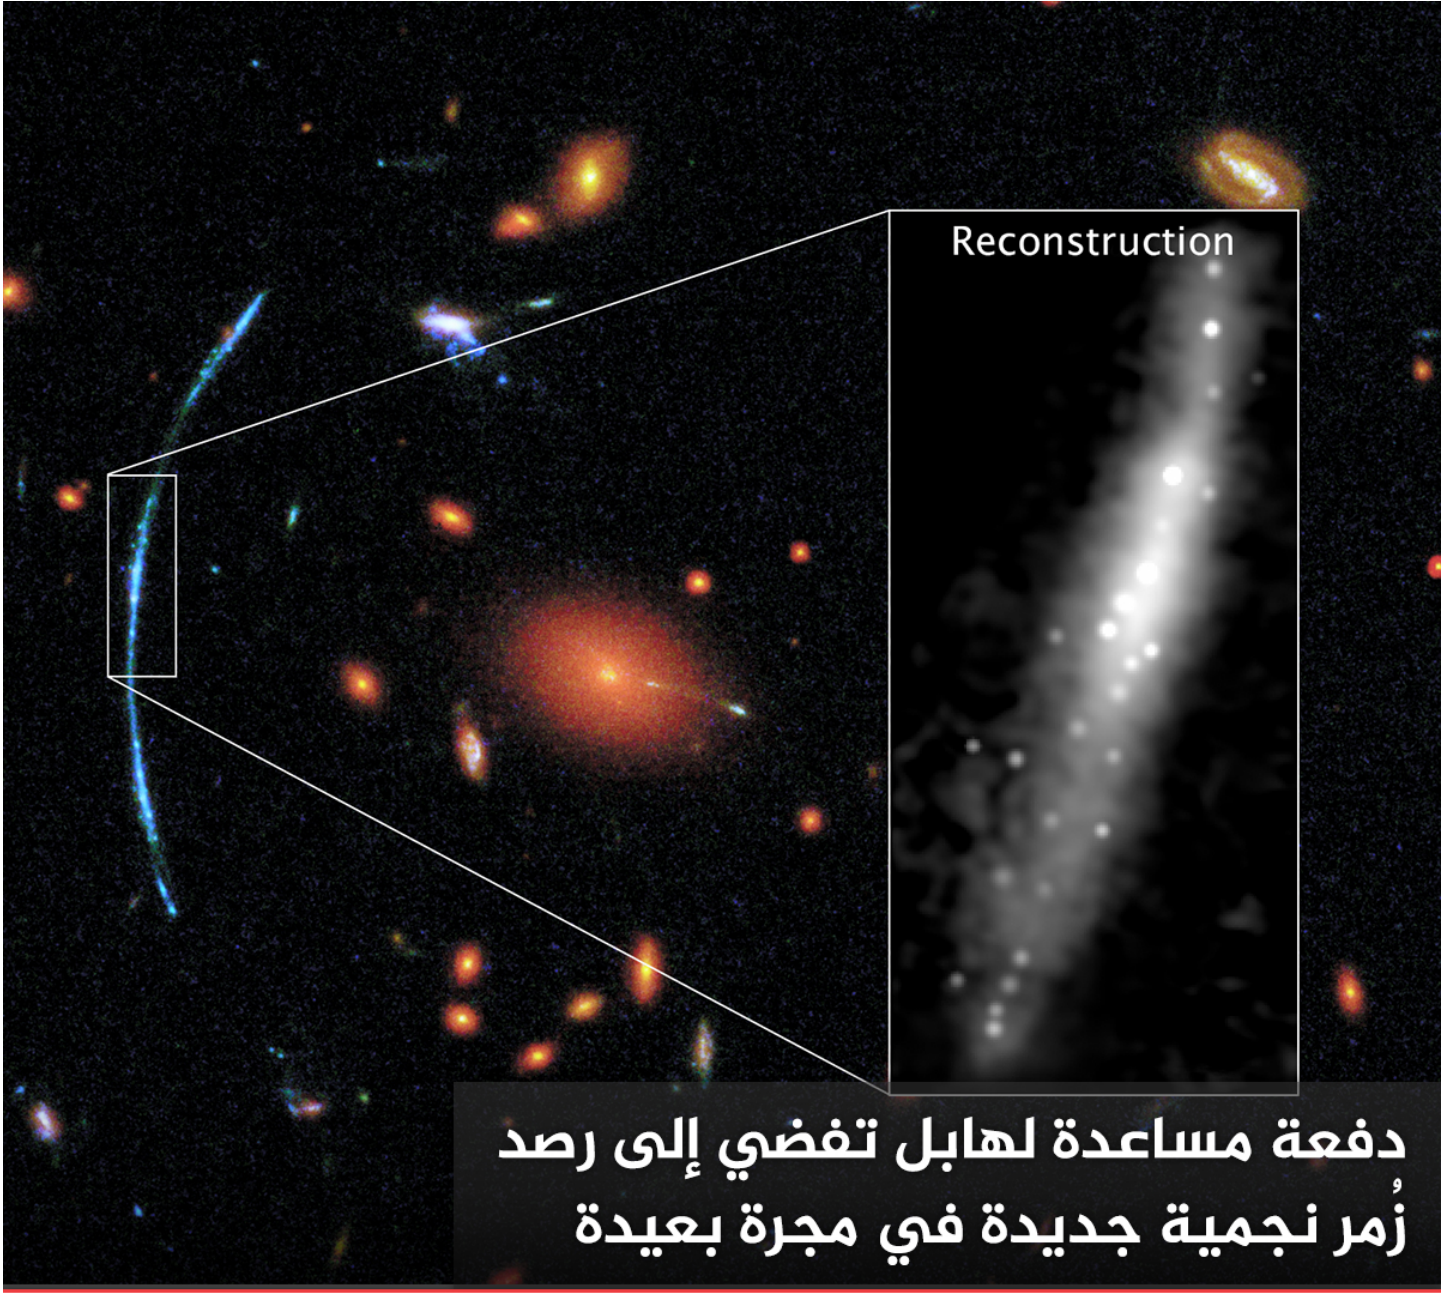 Reconstruction
دفعة مساعدة لهابل تفضي إلى رصد
زُمر نجمية جديدة في مجرة بعيدة